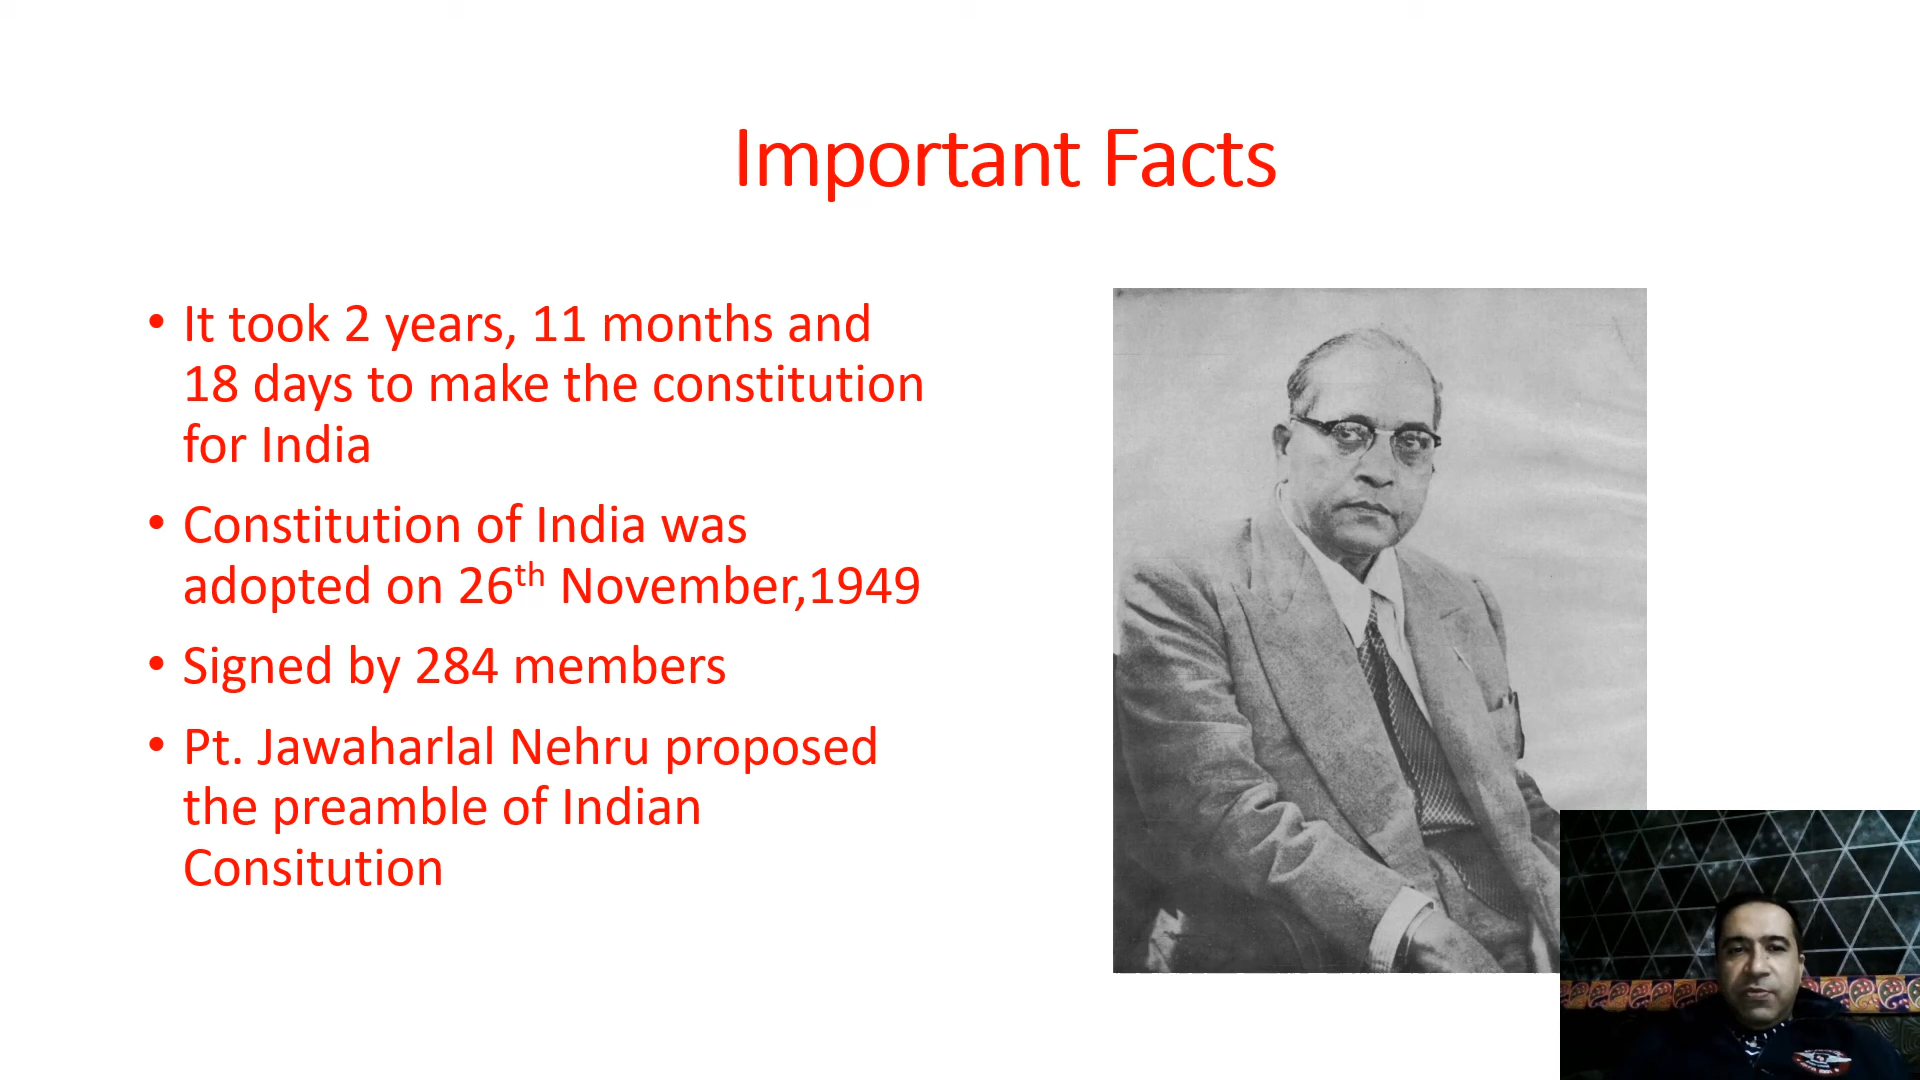 Important Facts
• It took 2 years, 11 months and
18 days to make the constitution
for India
• Constitution of India was
adopted on 26th November,1949
• Signed by 284 members
• Pt. Jawaharlal Nehru proposed
the preamble of Indian
Consitution